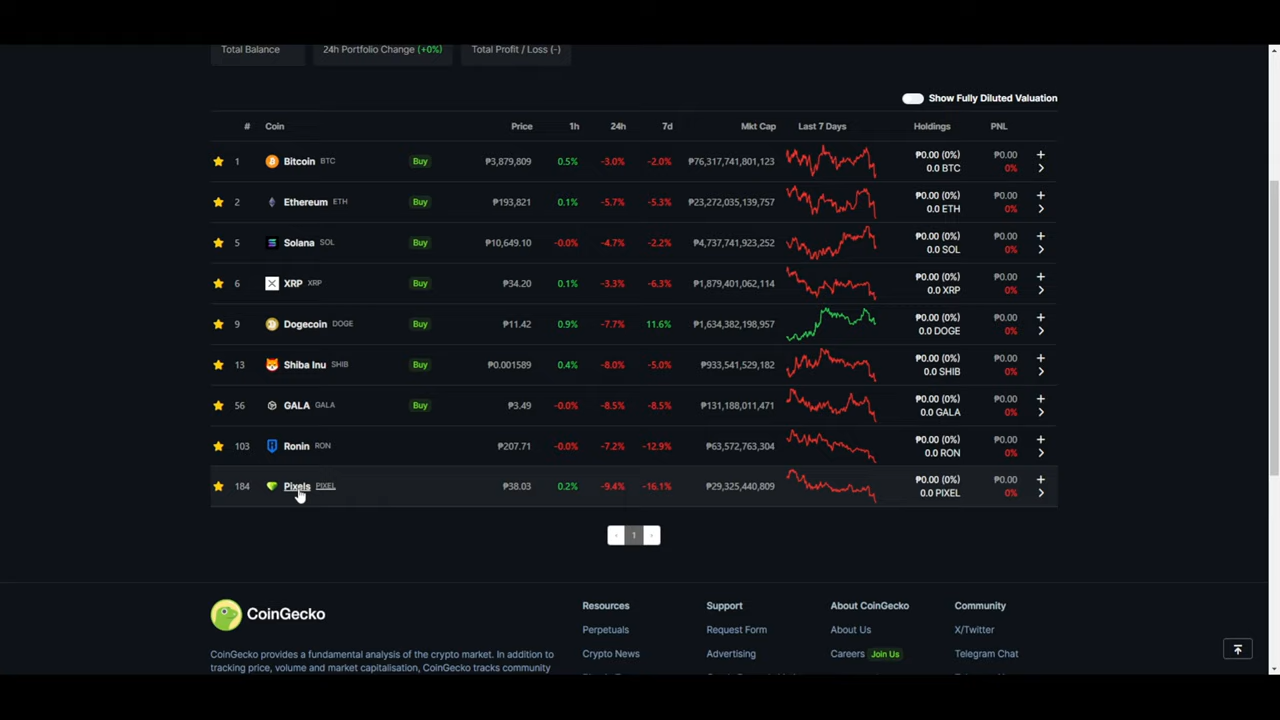 Total Balance 24h Portfolio Change (+0%) Total Profit / Loss (-)
Show Fully Diluted Valuation
# Coin Price 1h 24h 7d Mkt Cap Last 7 Days Holdings PNL
1 Bitcoin BTC Buy ₱3,879,809 0.5% -3.0% -2.0% ₱76,317,741,801,123 ₱0.00 (0%) ₱0.00 +
0.0 BTC 0%
2 Ethereum ETH Buy ₱193,821 0.1% -5.7% -5.3% ₱23,272,035,139,757 ₱0.00 (0%) ₱0.00 +
0.0 ETH 0%
5 Solana SOL Buy ₱10,649.10 -0.0% -4.7% -2.2% ₱4,737,741,923,252 ₱0.00 (0%) ₱0.00 +
0.0 SOL 0%
6 XRP XRP Buy ₱34.20 0.1% -3.3% -6.3% ₱1,879,401,062,114 ₱0.00 (0%) ₱0.00 +
0.0 XRP 0%
9 Dogecoin DOGE Buy ₱11.42 0.9% -7.7% 11.6% ₱1,634,382,198,957 ₱0.00 (0%) ₱0.00 +
0.0 DOGE 0%
13 Shiba Inu SHIB Buy ₱0.001589 0.4% -8.0% -5.0% ₱933,541,529,182 ₱0.00 (0%) ₱0.00 +
0.0 SHIB 0%
56 GALA GALA Buy ₱3.49 -0.0% -8.5% -8.5% ₱131,188,011,471 ₱0.00 (0%) ₱0.00 +
0.0 GALA 0%
103 Ronin RON ₱207.71 -0.0% -7.2% -12.9% ₱63,572,763,304 ₱0.00 (0%) ₱0.00 +
0.0 RON 0%
184 Pixels PIXEL ₱38.03 0.2% -9.4% -16.1% ₱29,325,440,809 ₱0.00 (0%) ₱0.00 +
0.0 PIXEL 0%
‹ 1 ›
CoinGecko
CoinGecko provides a fundamental analysis of the crypto market. In addition to
tracking price, volume and market capitalisation, CoinGecko tracks community
Resources Support About CoinGecko Community
Perpetuals Request Form About Us X/Twitter
Crypto News Advertising Careers Join Us Telegram Chat